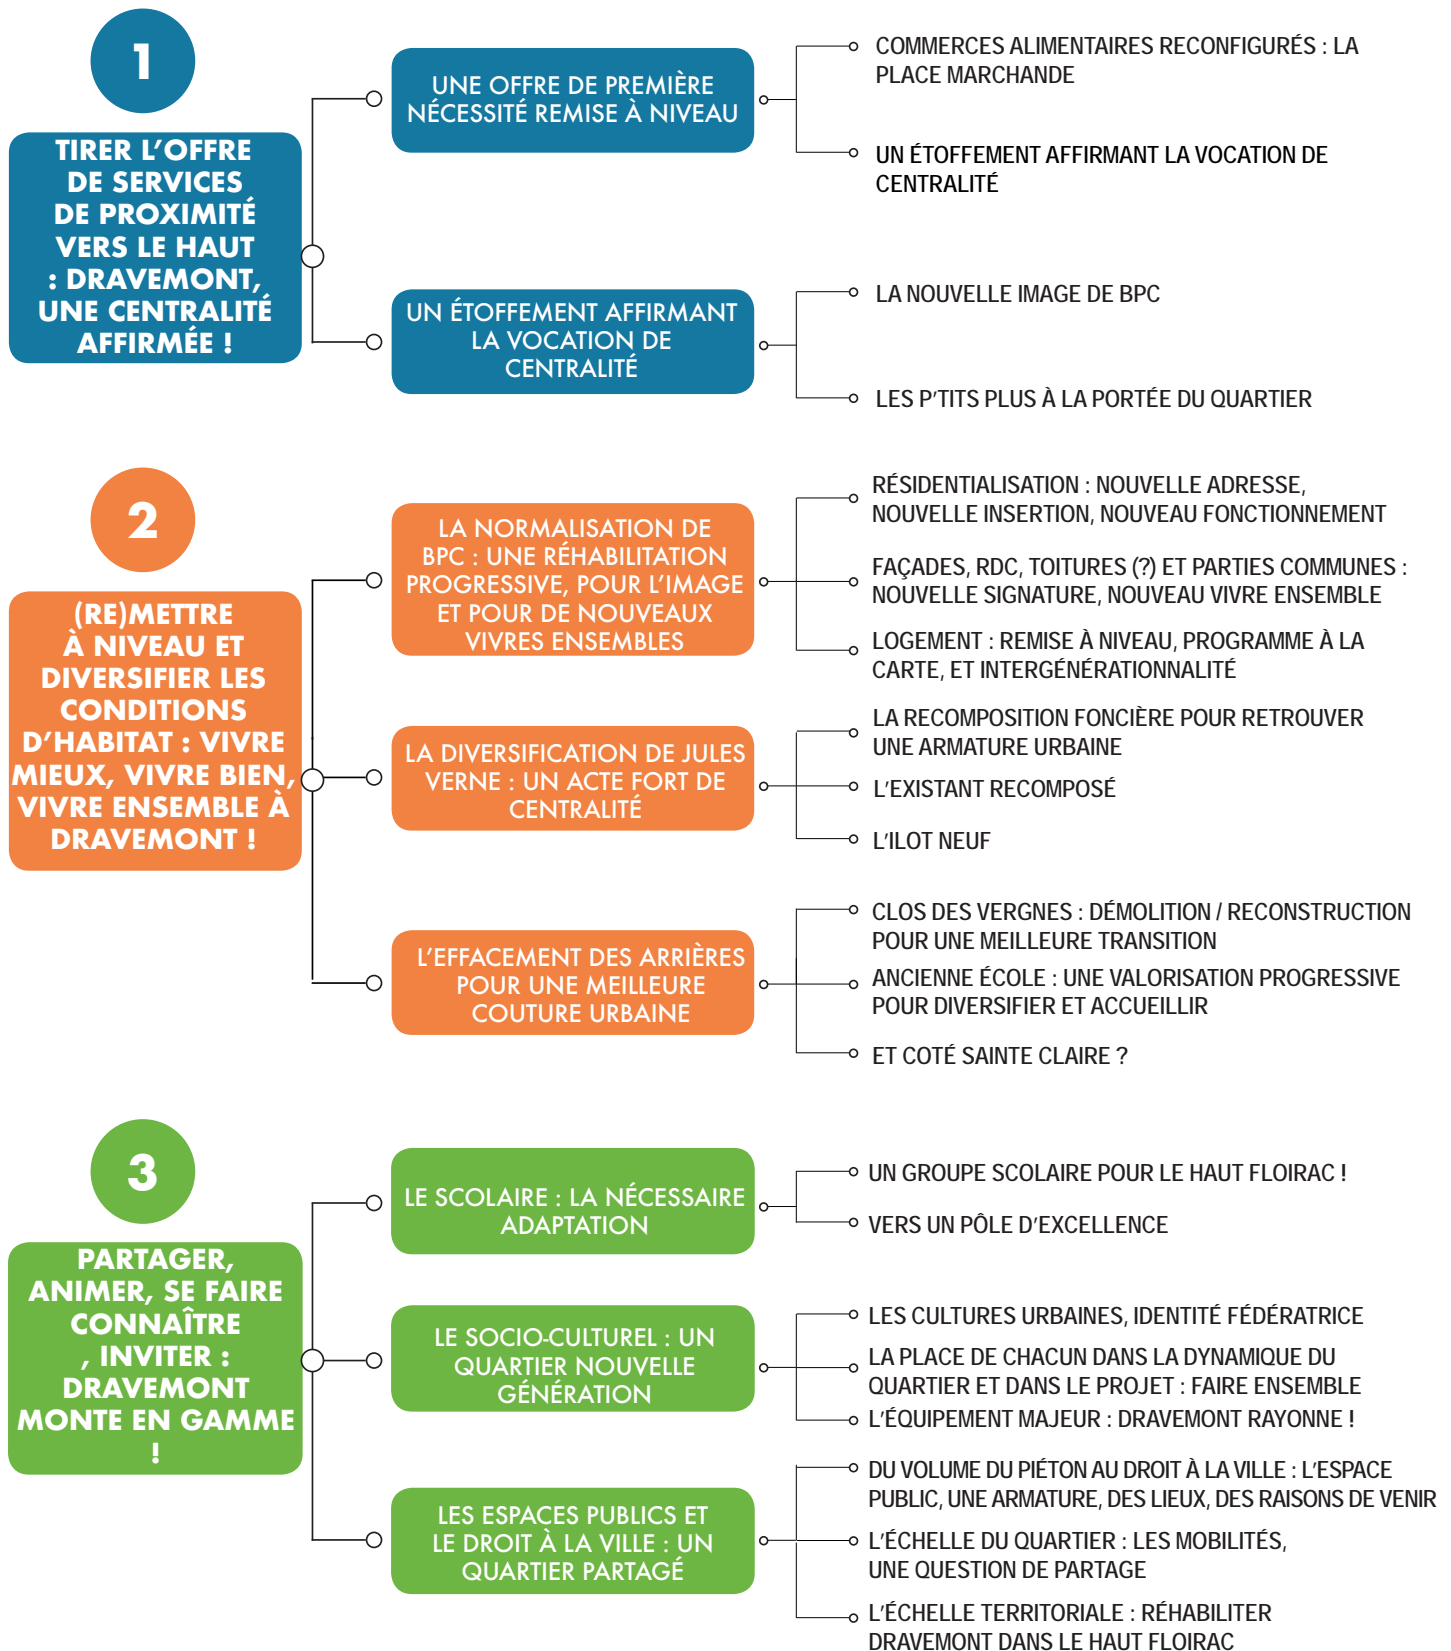 1
TIRER L'OFFRE
DE SERVICES
DE PROXIMITÉ
VERS LE HAUT
: DRAVEMONT,
UNE CENTRALITÉ
AFFIRMÉE !
UNE OFFRE DE PREMIÈRE
NÉCESSITÉ REMISE À NIVEAU
COMMERCES ALIMENTAIRES RECONFIGURÉS : LA
PLACE MARCHANDE
UN ÉTOFFEMENT AFFIRMANT LA VOCATION DE
CENTRALITÉ
UN ÉTOFFEMENT AFFIRMANT
LA VOCATION DE
CENTRALITÉ
LA NOUVELLE IMAGE DE BPC
LES P'TITS PLUS À LA PORTÉE DU QUARTIER
2
(RE)METTRE
À NIVEAU ET
DIVERSIFIER LES
CONDITIONS
D'HABITAT : VIVRE
MIEUX, VIVRE BIEN,
VIVRE ENSEMBLE À
DRAVEMONT !
LA NORMALISATION DE
BPC : UNE RÉHABILITATION
PROGRESSIVE, POUR L'IMAGE
ET POUR DE NOUVEAUX
VIVRES ENSEMBLES
RÉSIDENTIALISATION : NOUVELLE ADRESSE,
NOUVELLE INSERTION, NOUVEAU FONCTIONNEMENT
FAÇADES, RDC, TOITURES (?) ET PARTIES COMMUNES :
NOUVELLE SIGNATURE, NOUVEAU VIVRE ENSEMBLE
LOGEMENT : REMISE À NIVEAU, PROGRAMME À LA
CARTE, ET INTERGÉNÉRATIONNALITÉ
LA DIVERSIFICATION DE JULES
VERNE : UN ACTE FORT DE
CENTRALITÉ
LA RECOMPOSITION FONCIÈRE POUR RETROUVER
UNE ARMATURE URBAINE
L'EXISTANT RECOMPOSÉ
L'ILOT NEUF
L'EFFACEMENT DES ARRIÈRES
POUR UNE MEILLEURE
COUTURE URBAINE
CLOS DES VERGNES : DÉMOLITION / RECONSTRUCTION
POUR UNE MEILLEURE TRANSITION
ANCIENNE ÉCOLE : UNE VALORISATION PROGRESSIVE
POUR DIVERSIFIER ET ACCUEILLIR
ET COTÉ SAINTE CLAIRE ?
3
PARTAGER,
ANIMER, SE FAIRE
CONNAÎTRE
, INVITER :
DRAVEMONT
MONTE EN GAMME
!
LE SCOLAIRE : LA NÉCESSAIRE
ADAPTATION
UN GROUPE SCOLAIRE POUR LE HAUT FLOIRAC !
VERS UN PÔLE D'EXCELLENCE
LE SOCIO-CULTUREL : UN
QUARTIER NOUVELLE
GÉNÉRATION
LES CULTURES URBAINES, IDENTITÉ FÉDÉRATRICE
LA PLACE DE CHACUN DANS LA DYNAMIQUE DU
QUARTIER ET DANS LE PROJET : FAIRE ENSEMBLE
L'ÉQUIPEMENT MAJEUR : DRAVEMONT RAYONNE !
LES ESPACES PUBLICS ET
LE DROIT À LA VILLE : UN
QUARTIER PARTAGÉ
DU VOLUME DU PIÉTON AU DROIT À LA VILLE : L'ESPACE
PUBLIC, UNE ARMATURE, DES LIEUX, DES RAISONS DE VENIR
L'ÉCHELLE DU QUARTIER : LES MOBILITÉS,
UNE QUESTION DE PARTAGE
L'ÉCHELLE TERRITORIALE : RÉHABILITER
DRAVEMONT DANS LE HAUT FLOIRAC